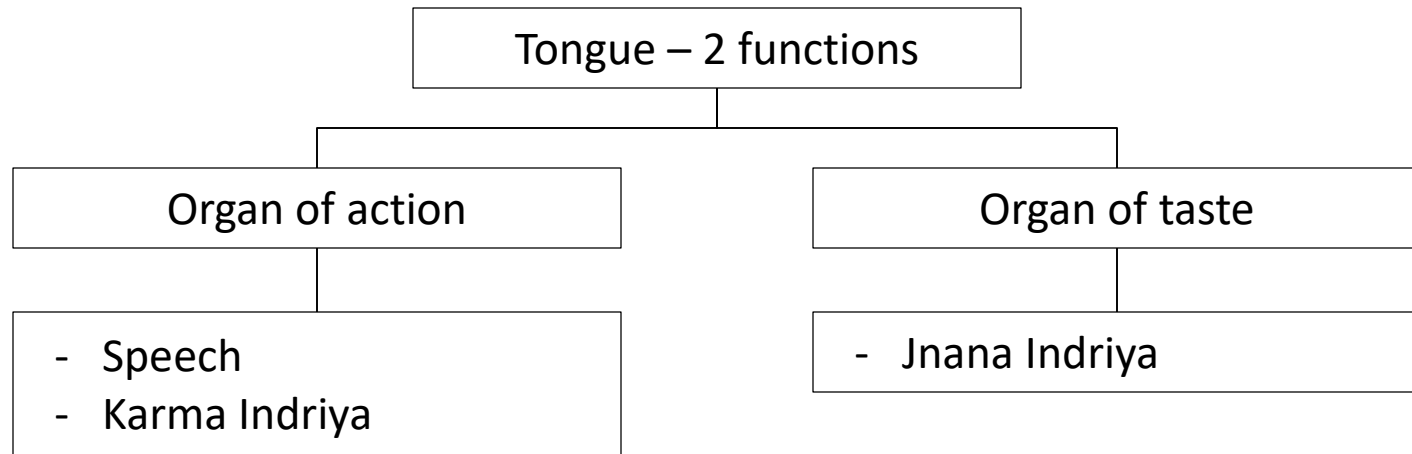 Tongue – 2 functions
Organ of action
Organ of taste
- Speech
- Karma Indriya
- Jnana Indriya